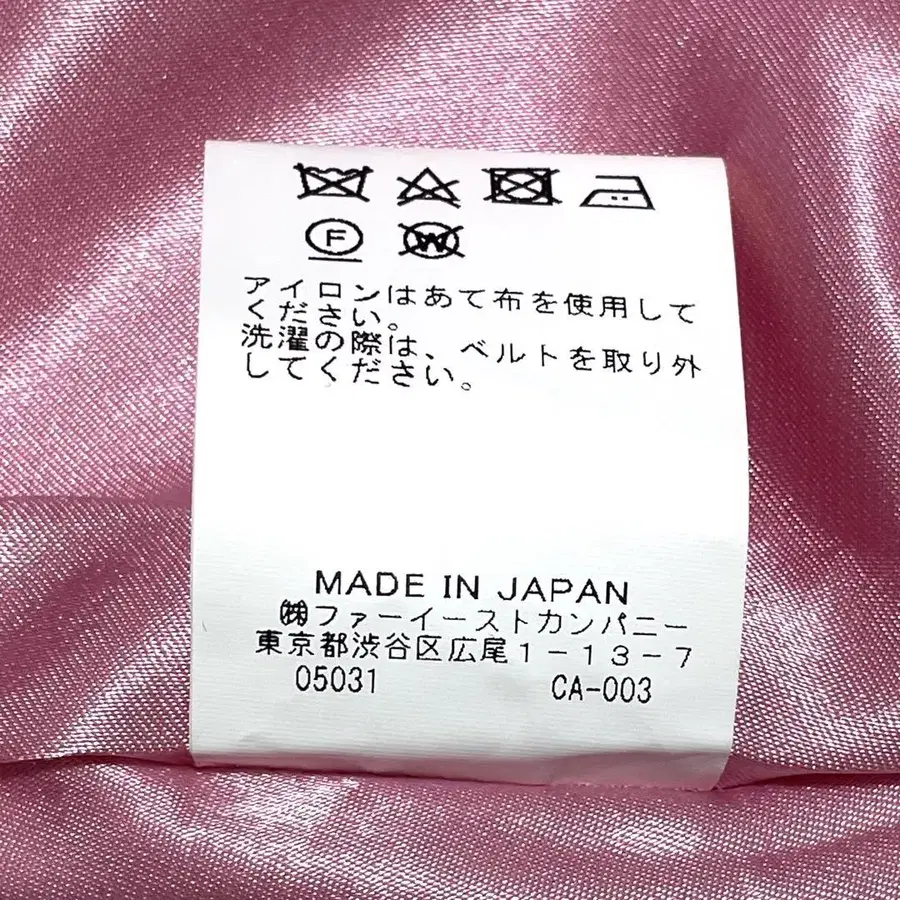 F W
アイロンはあて布を使用して
ください。
洗濯の際は、ベルトを取り外
してください。
MADE IN JAPAN
㈱ファーイーストカンパニー
東京都渋谷区広尾1-13-7
05031 CA-003